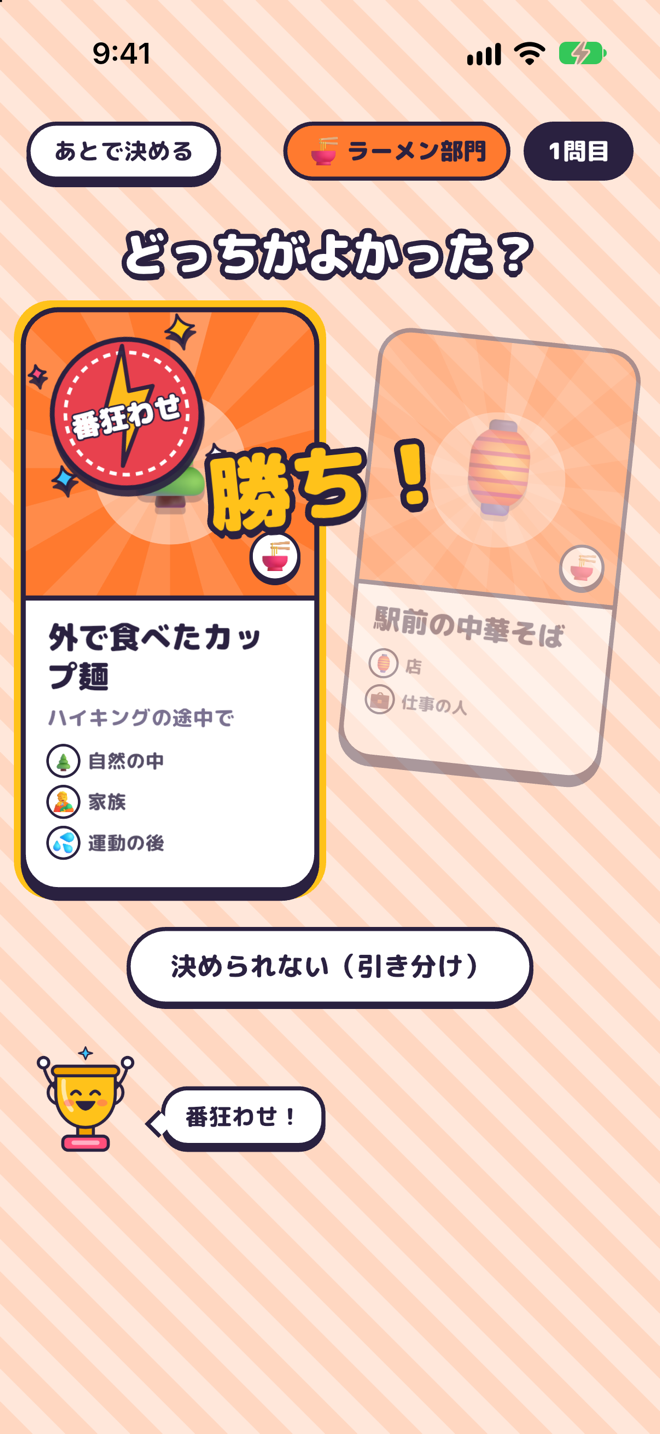 9:41
あとで決める
ラーメン部門
1問目
どっちがよかった？
番狂わせ
勝ち！
外で食べたカッ
プ麺
ハイキングの途中で
自然の中
家族
運動の後
駅前の中華そば
店
仕事の人
決められない（引き分け）
番狂わせ！